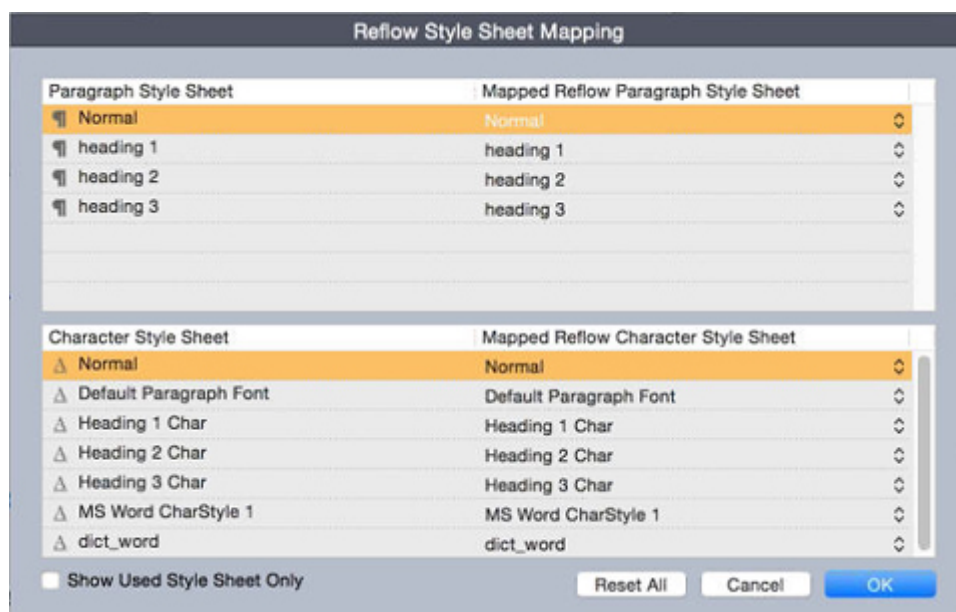 Reflow Style Sheet Mapping
Paragraph Style Sheet Mapped Reflow Paragraph Style Sheet
Normal Normal
heading 1 heading 1
heading 2 heading 2
heading 3 heading 3
Character Style Sheet Mapped Reflow Character Style Sheet
Normal Normal
Default Paragraph Font Default Paragraph Font
Heading 1 Char Heading 1 Char
Heading 2 Char Heading 2 Char
Heading 3 Char Heading 3 Char
MS Word CharStyle 1 MS Word CharStyle 1
dict_word dict_word
Show Used Style Sheet Only Reset All Cancel OK